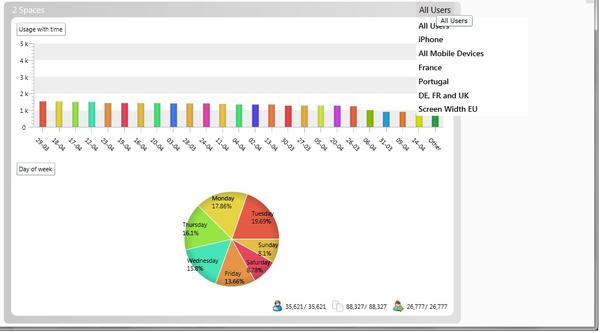 2 Spaces
All Users
All Users
All Users
iPhone
All Mobile Devices
France
Portugal
DE, FR and UK
Screen Width EU
Usage with time
5 k
4 k
3 k
2 k
1 k
0
29-03 18-04 17-04 12-04 23-04 19-04 16-04 10-04 03-04 28-03 14-04 11-04 04-04 02-04 13-04 30-03 27-03 05-04 20-04 26-03 06-04 31-03 09-04 14-04 Other
Day of week
Monday
17.86%
Tuesday
19.69%
Thursday
16.1%
Sunday
8.1%
Wednesday
15.8%
Saturday
8.78%
Friday
13.66%
35,621/ 35,621
88,327/ 88,327
26,777/ 26,777